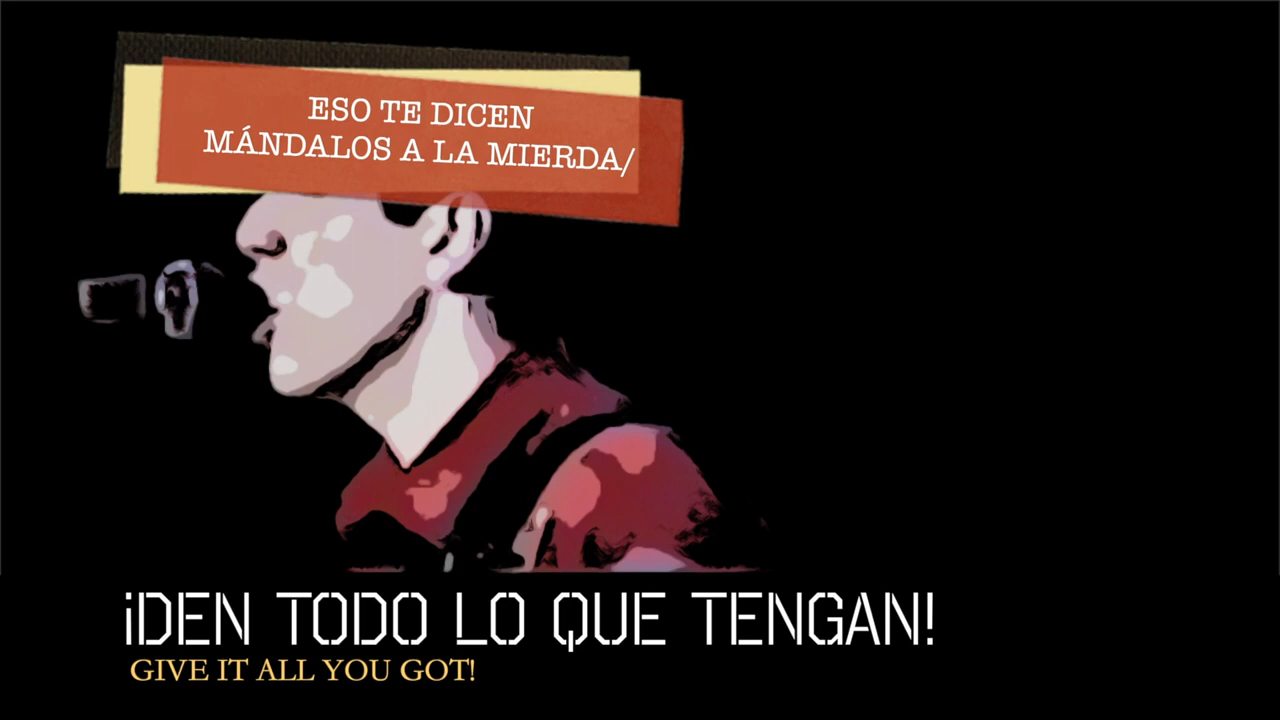 ESO TE DICEN
MÁNDALOS A LA MIERDA/
¡DEN TODO LO QUE TENGAN!
GIVE IT ALL YOU GOT!